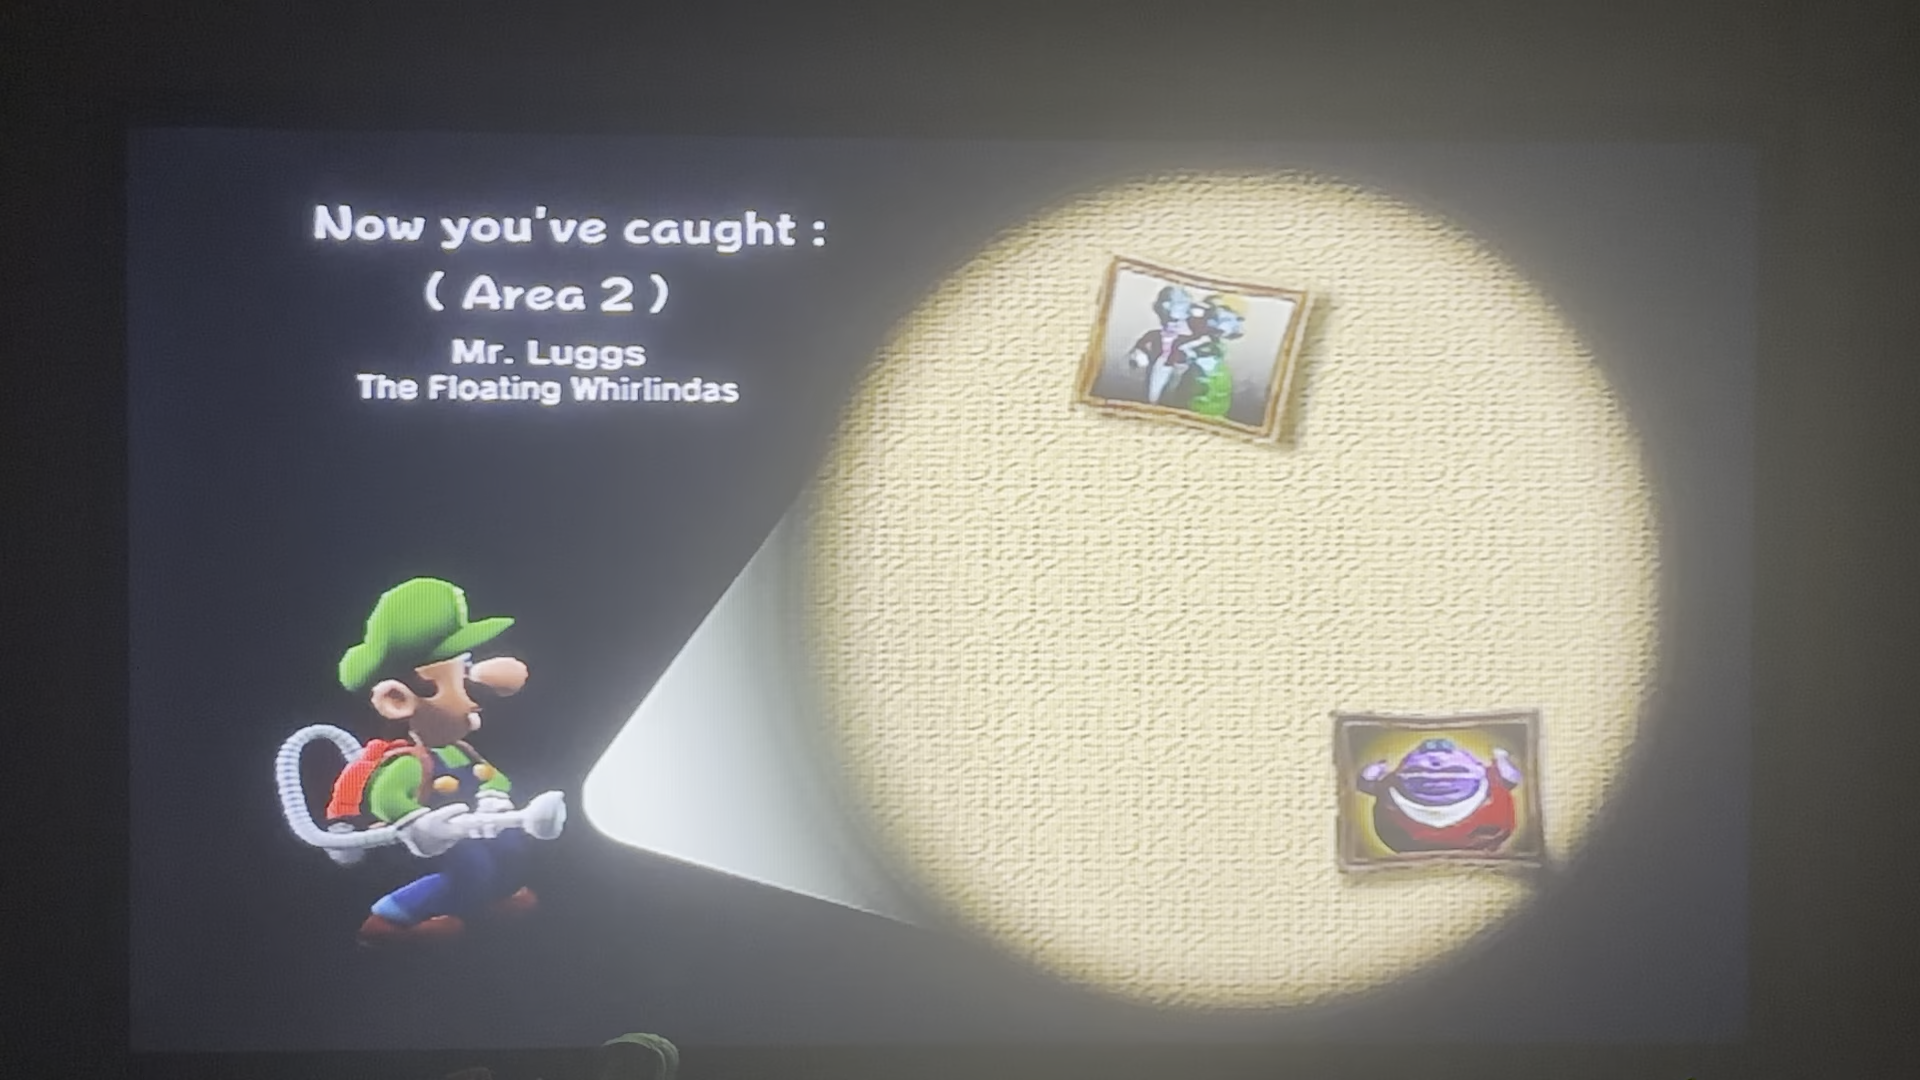 Now you've caught :
( Area 2 )
Mr. Luggs
The Floating Whirlindas